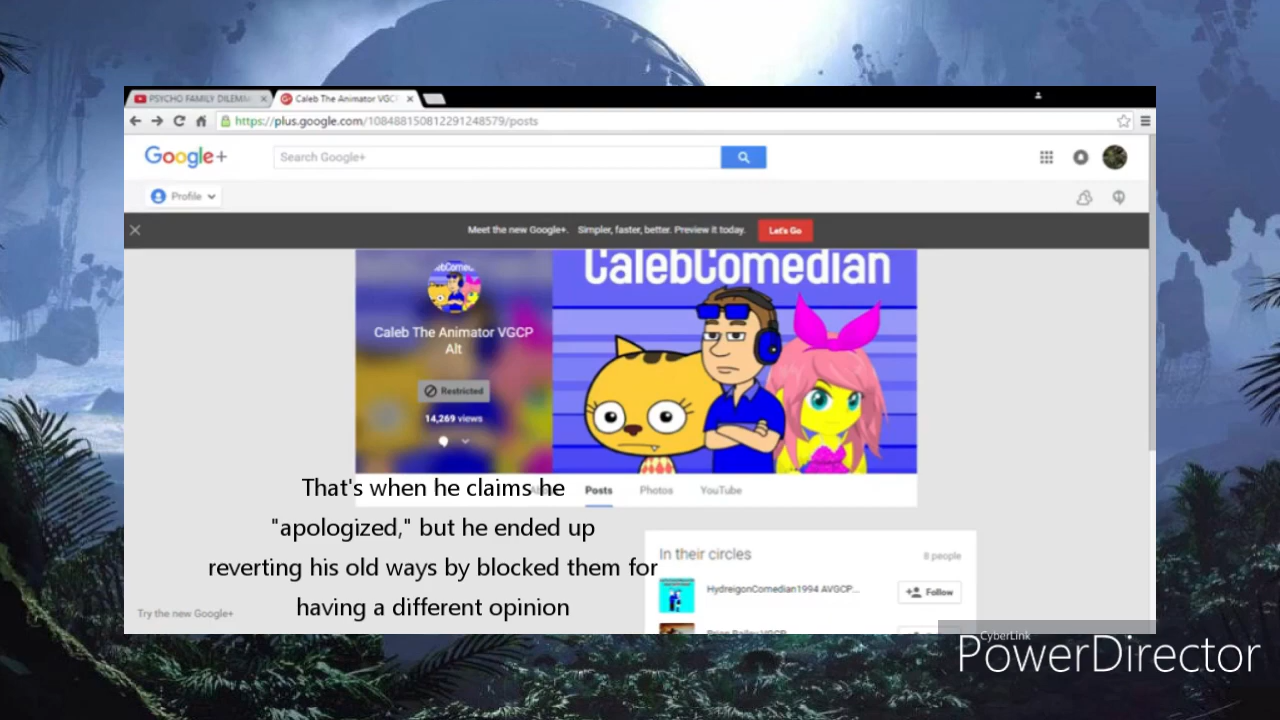 PSYCHO FAMILY DILEMM
Caleb The Animator VGC
https://plus.google.com/108488150812291248579/posts
Google+
Search Google+
Profile
Meet the new Google+. Simpler, faster, better. Preview it today.
Let's Go
CalebComedian
Caleb The Animator VGCP
Alt
Restricted
14,269 views
Posts
Photos
YouTube
That's when he claims he
"apologized," but he ended up
reverting his old ways by blocked them for
having a different opinion
In their circles
8 people
HydreigonComedian1994 AVGCP...
Follow
Brian Bailey VGCP
Try the new Google+
CyberLink
PowerDirector